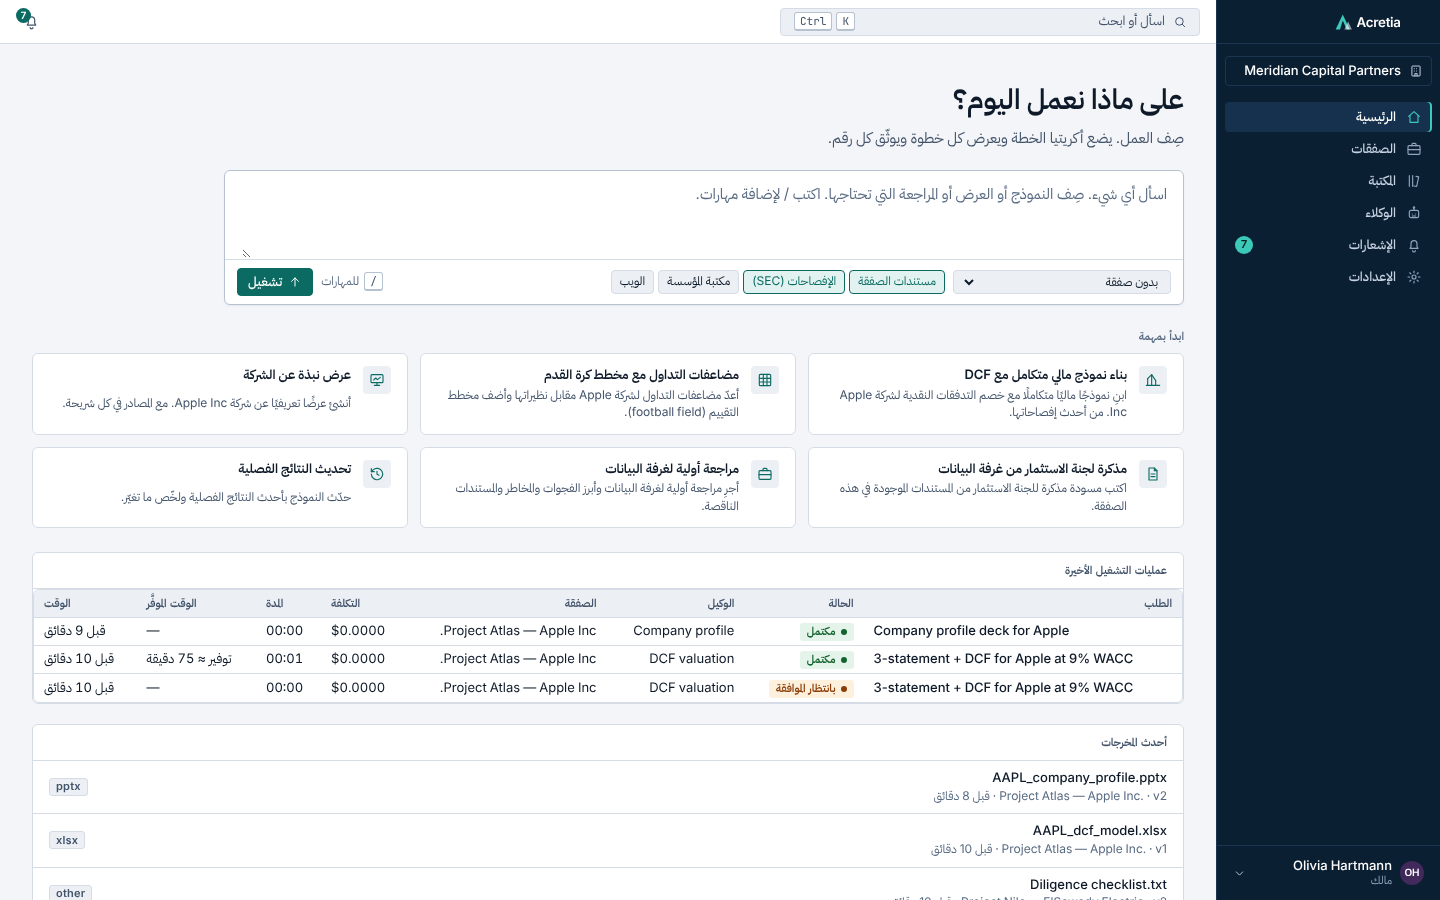 Acretia
Meridian Capital Partners
الرئيسية
الصفقات
المكتبة
الوكلاء
الإشعارات
7
الإعدادات
Olivia Hartmann
مالك
OH
اسأل أو ابحث
Ctrl K
7
على ماذا نعمل اليوم؟
صِف العمل. يضع أكريتيا الخطة ويعرض كل خطوة ويوثّق كل رقم.
اسأل أي شيء. صِف النموذج أو العرض أو المراجعة التي تحتاجها. اكتب / لإضافة مهارات.
بدون صفقة
مستندات الصفقة
الإفصاحات (SEC)
مكتبة المؤسسة
الويب
/ للمهارات
تشغيل
ابدأ بمهمة
بناء نموذج مالي متكامل مع DCF
ابنِ نموذجًا ماليًا متكاملًا مع خصم التدفقات النقدية لشركة Apple
Inc. من أحدث إفصاحاتها.
مضاعفات التداول مع مخطط كرة القدم
أعدّ مضاعفات التداول لشركة Apple مقابل نظيراتها وأضف مخطط
التقييم (football field).
عرض نبذة عن الشركة
أنشئ عرضًا تعريفيًا عن شركة Apple Inc. مع المصادر في كل شريحة.
مذكرة لجنة الاستثمار من غرفة البيانات
اكتب مسودة مذكرة للجنة الاستثمار من المستندات الموجودة في هذه
الصفقة.
مراجعة أولية لغرفة البيانات
أجرِ مراجعة أولية لغرفة البيانات وأبرز الفجوات والمخاطر والمستندات
الناقصة.
تحديث النتائج الفصلية
حدّث النموذج بأحدث النتائج الفصلية ولخّص ما تغيّر.
عمليات التشغيل الأخيرة
الطلب الحالة الوكيل الصفقة التكلفة المدة الوقت الموفَّر الوقت
Company profile deck for Apple مكتمل Company profile Project Atlas — Apple Inc. $0.0000 00:00 — قبل 9 دقائق
3-statement + DCF for Apple at 9% WACC مكتمل DCF valuation Project Atlas — Apple Inc. $0.0000 00:01 توفير ≈ 75 دقيقة قبل 10 دقائق
3-statement + DCF for Apple at 9% WACC بانتظار الموافقة DCF valuation Project Atlas — Apple Inc. $0.0000 00:00 — قبل 10 دقائق
أحدث المخرجات
AAPL_company_profile.pptx
Project Atlas — Apple Inc. · v2 · قبل 8 دقائق
pptx
AAPL_dcf_model.xlsx
Project Atlas — Apple Inc. · v1 · قبل 10 دقائق
xlsx
Diligence checklist.txt
other